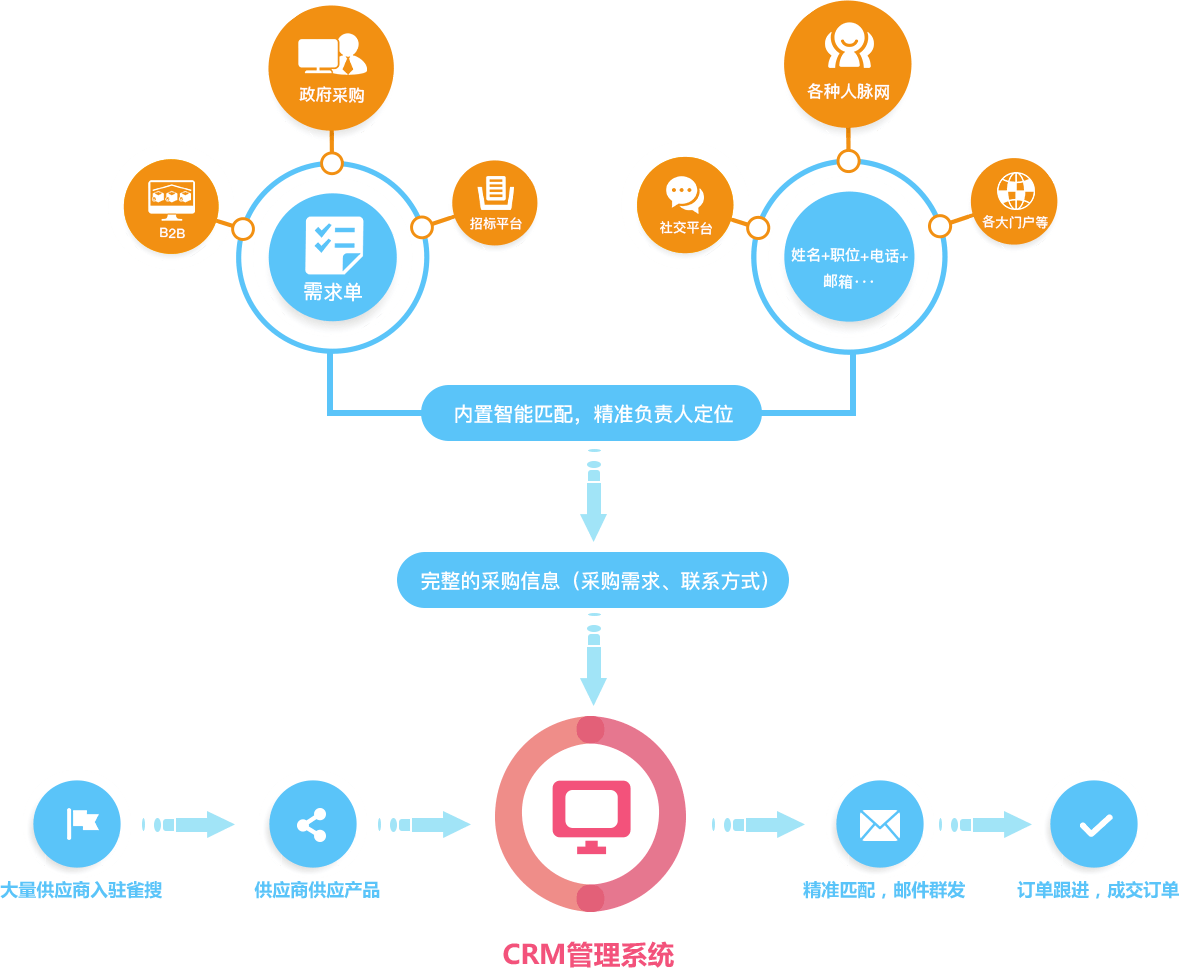 政府采购
各种人脉网
B2B
招标平台
社交平台
各大门户等
需求单
姓名+职位+电话+
邮箱···
内置智能匹配，精准负责人定位
完整的采购信息（采购需求、联系方式）
大量供应商入驻雀搜
供应商供应产品
精准匹配，邮件群发
订单跟进，成交订单
CRM管理系统